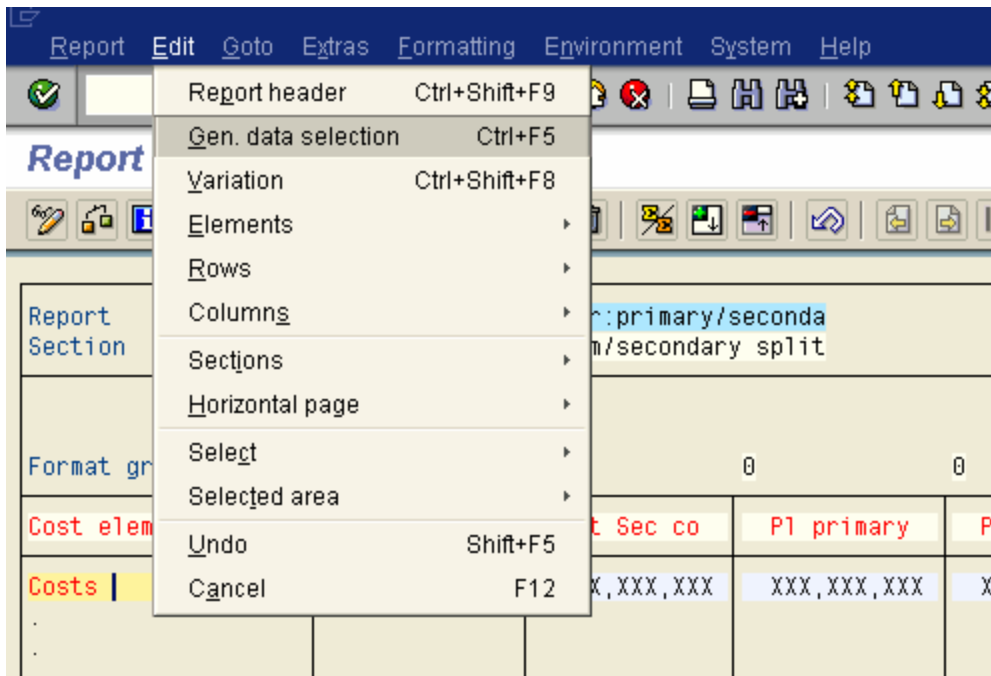 Report Edit Goto Extras Formatting Environment System Help
Report header Ctrl+Shift+F9
Gen. data selection Ctrl+F5
Report
Variation Ctrl+Shift+F8
Elements
Rows
Report Columns r:primary/seconda
Section Sections m/secondary split
Horizontal page
Format gr Select 0 0
Selected area
Cost elem t Sec co Pl primary P
Undo Shift+F5
Costs Cancel F12 X,XXX,XXX XXX,XXX,XXX X